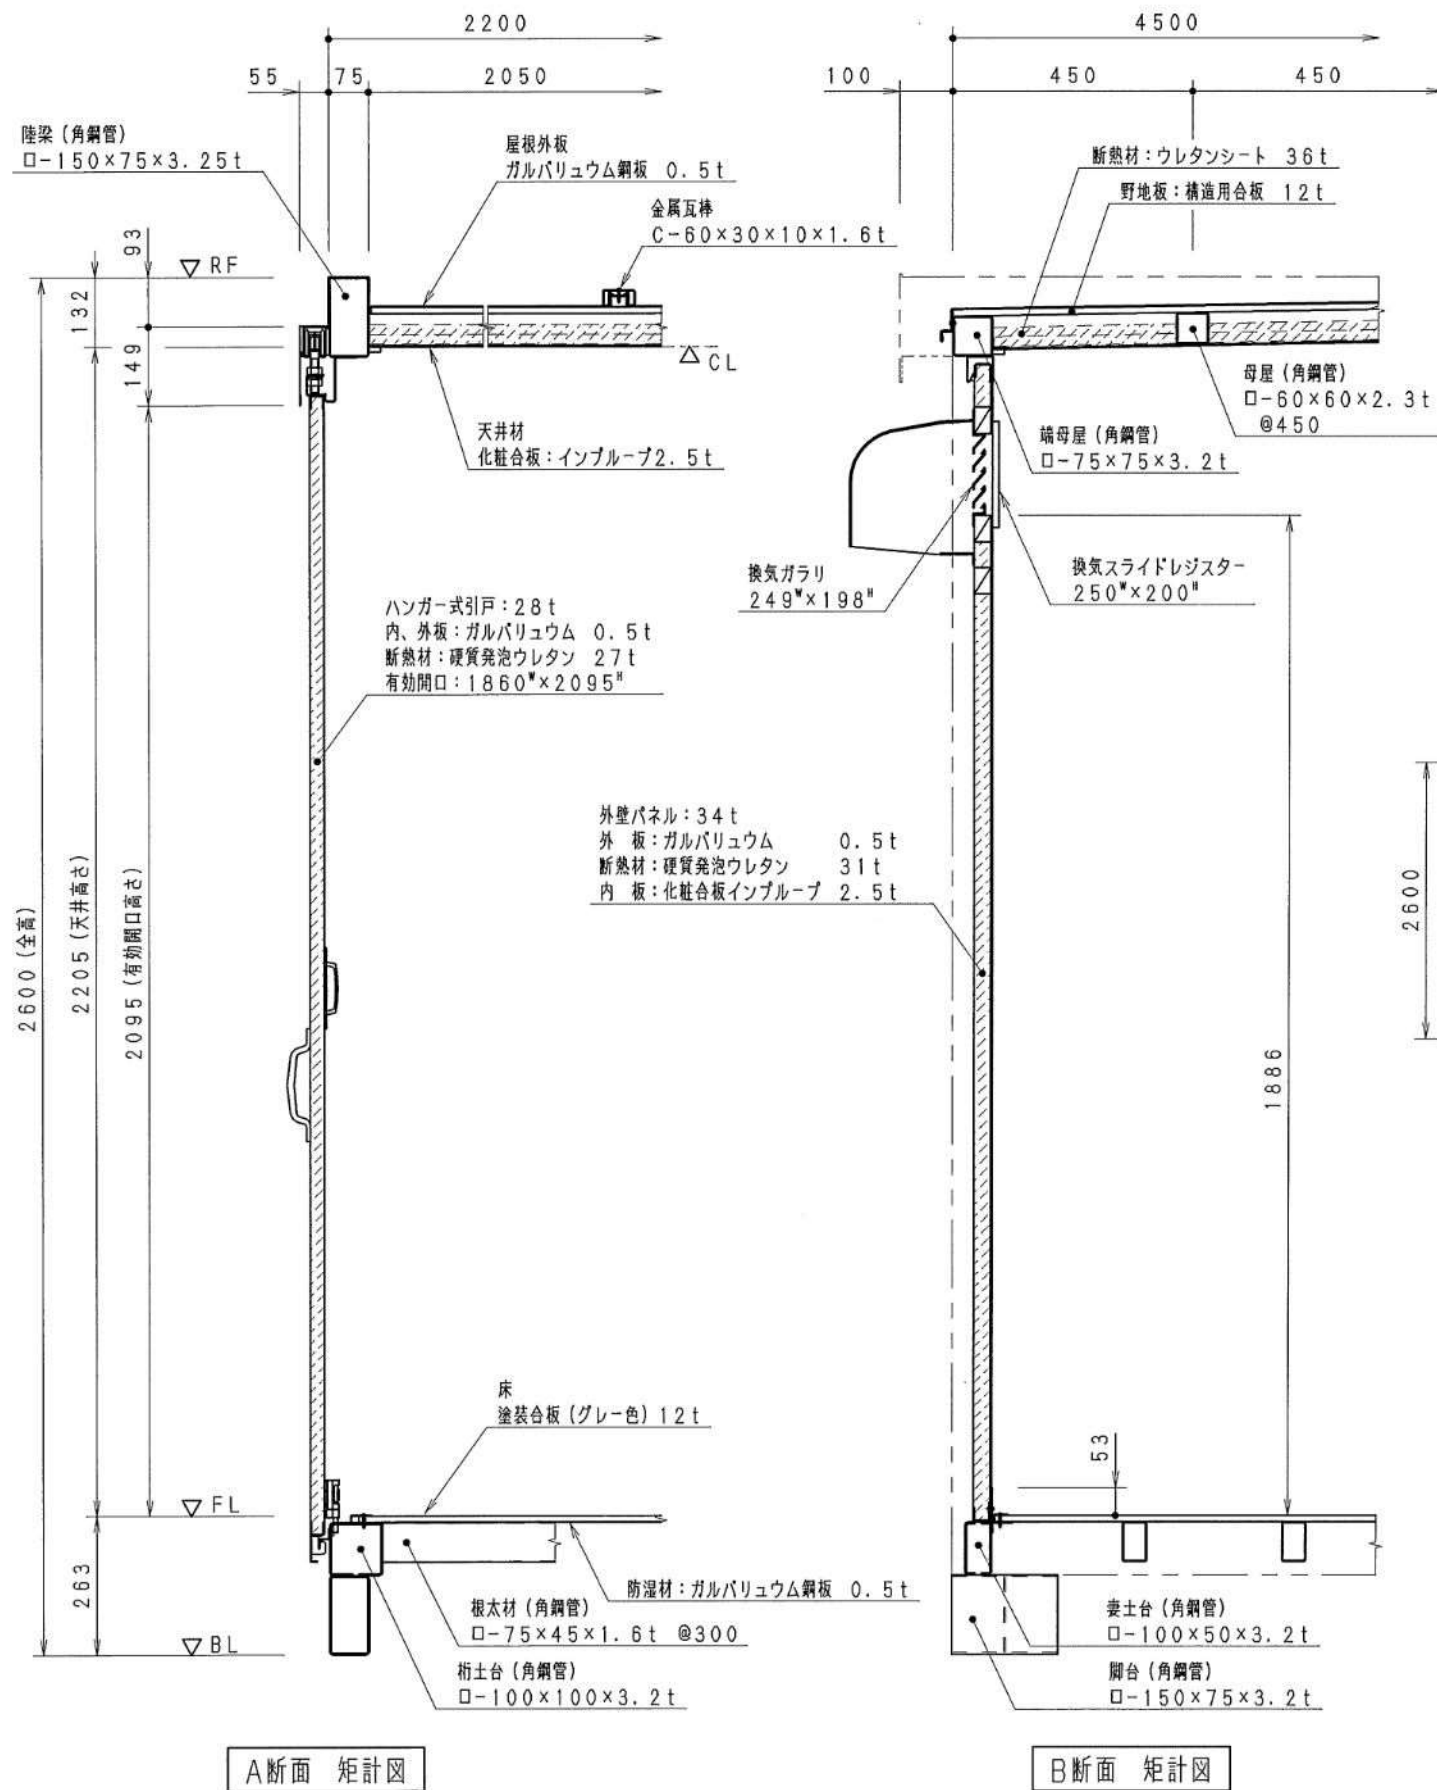 2200
55
75
2050
陸梁（角鋼管）
□-150×75×3.25t
屋根外板
ガルバリュウム鋼板 0.5t
金属瓦棒
C-60×30×10×1.6t
93
132
149
▽ RF
△ CL
天井材
化粧合板：インプループ2.5t
ハンガー式引戸：28t
内、外板：ガルバリュウム 0.5t
断熱材：硬質発泡ウレタン 27t
有効開口：1860ᵂ×2095ᴴ
2600（全高）
2205（天井高さ）
2095（有効開口高さ）
床
塗装合板（グレー色）12t
▽ FL
263
▽ BL
防湿材：ガルバリュウム鋼板 0.5t
根太材（角鋼管）
□-75×45×1.6t @300
桁土台（角鋼管）
□-100×100×3.2t
A断面 矩計図
4500
100
450
450
断熱材：ウレタンシート 36t
野地板：構造用合板 12t
母屋（角鋼管）
□-60×60×2.3t
@450
端母屋（角鋼管）
□-75×75×3.2t
換気ガラリ
249ᵂ×198ᴴ
換気スライドレジスター
250ᵂ×200ᴴ
外壁パネル：34t
外 板：ガルバリュウム 0.5t
断熱材：硬質発泡ウレタン 31t
内 板：化粧合板インプループ 2.5t
2600
1886
53
妻土台（角鋼管）
□-100×50×3.2t
脚台（角鋼管）
□-150×75×3.2t
B断面 矩計図